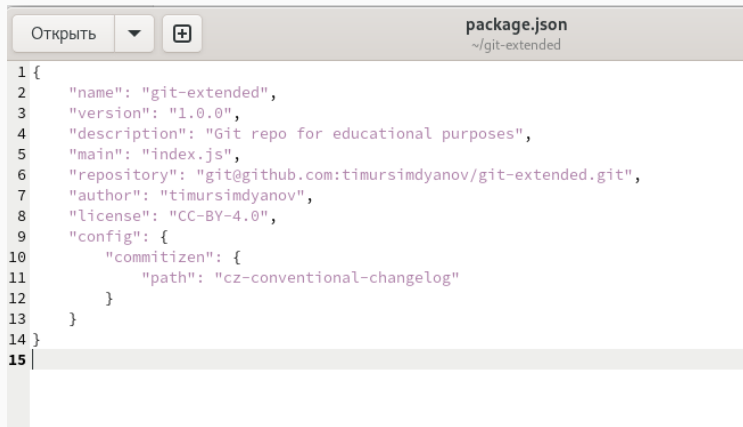 Открыть
package.json
~/git-extended
1 {
2     "name": "git-extended",
3     "version": "1.0.0",
4     "description": "Git repo for educational purposes",
5     "main": "index.js",
6     "repository": "git@github.com:timursimdyanov/git-extended.git",
7     "author": "timursimdyanov",
8     "license": "CC-BY-4.0",
9     "config": {
10         "commitizen": {
11             "path": "cz-conventional-changelog"
12         }
13     }
14 }
15